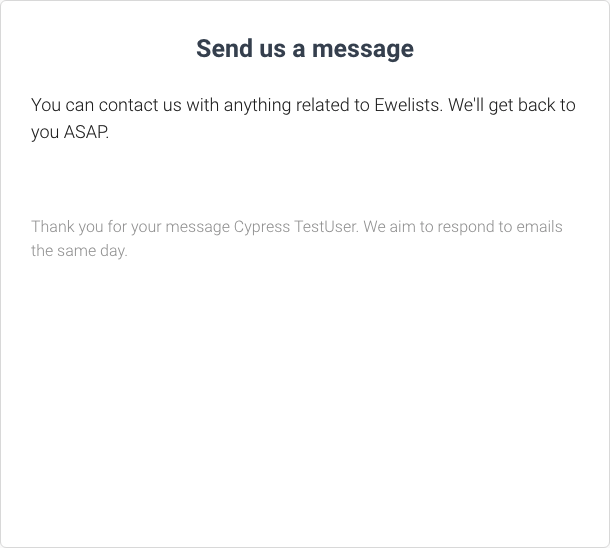 Send us a message
You can contact us with anything related to Ewelists. We'll get back to
you ASAP.
Thank you for your message Cypress TestUser. We aim to respond to emails
the same day.